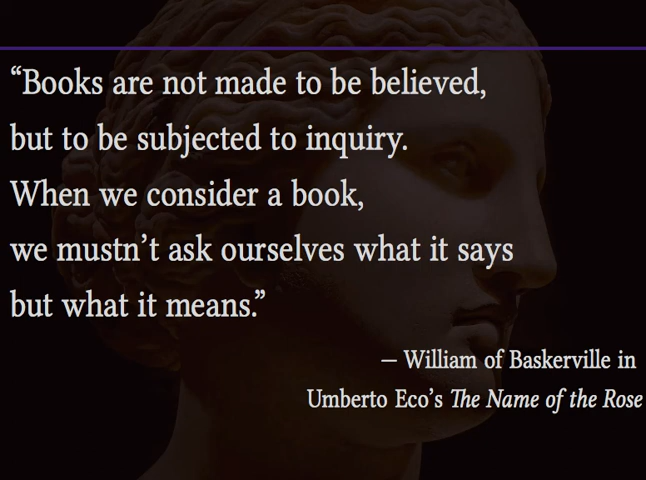 “Books are not made to be believed,
but to be subjected to inquiry.
When we consider a book,
we mustn’t ask ourselves what it says
but what it means.”
— William of Baskerville in
Umberto Eco’s The Name of the Rose